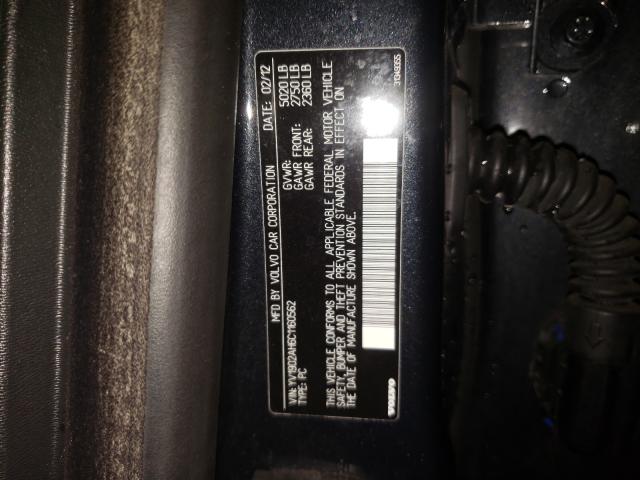 MFD BY VOLVO CAR CORPORATION DATE: 02/12
GVWR: 5020 LB
GAWR FRONT: 2750 LB
GAWR REAR: 2360 LB
VIN: YV1902AH6C1160562
TYPE: PC
THIS VEHICLE CONFORMS TO ALL APPLICABLE FEDERAL MOTOR VEHICLE
SAFETY, BUMPER AND THEFT PREVENTION STANDARDS IN EFFECT ON
THE DATE OF MANUFACTURE SHOWN ABOVE.
VOLVO
31349355